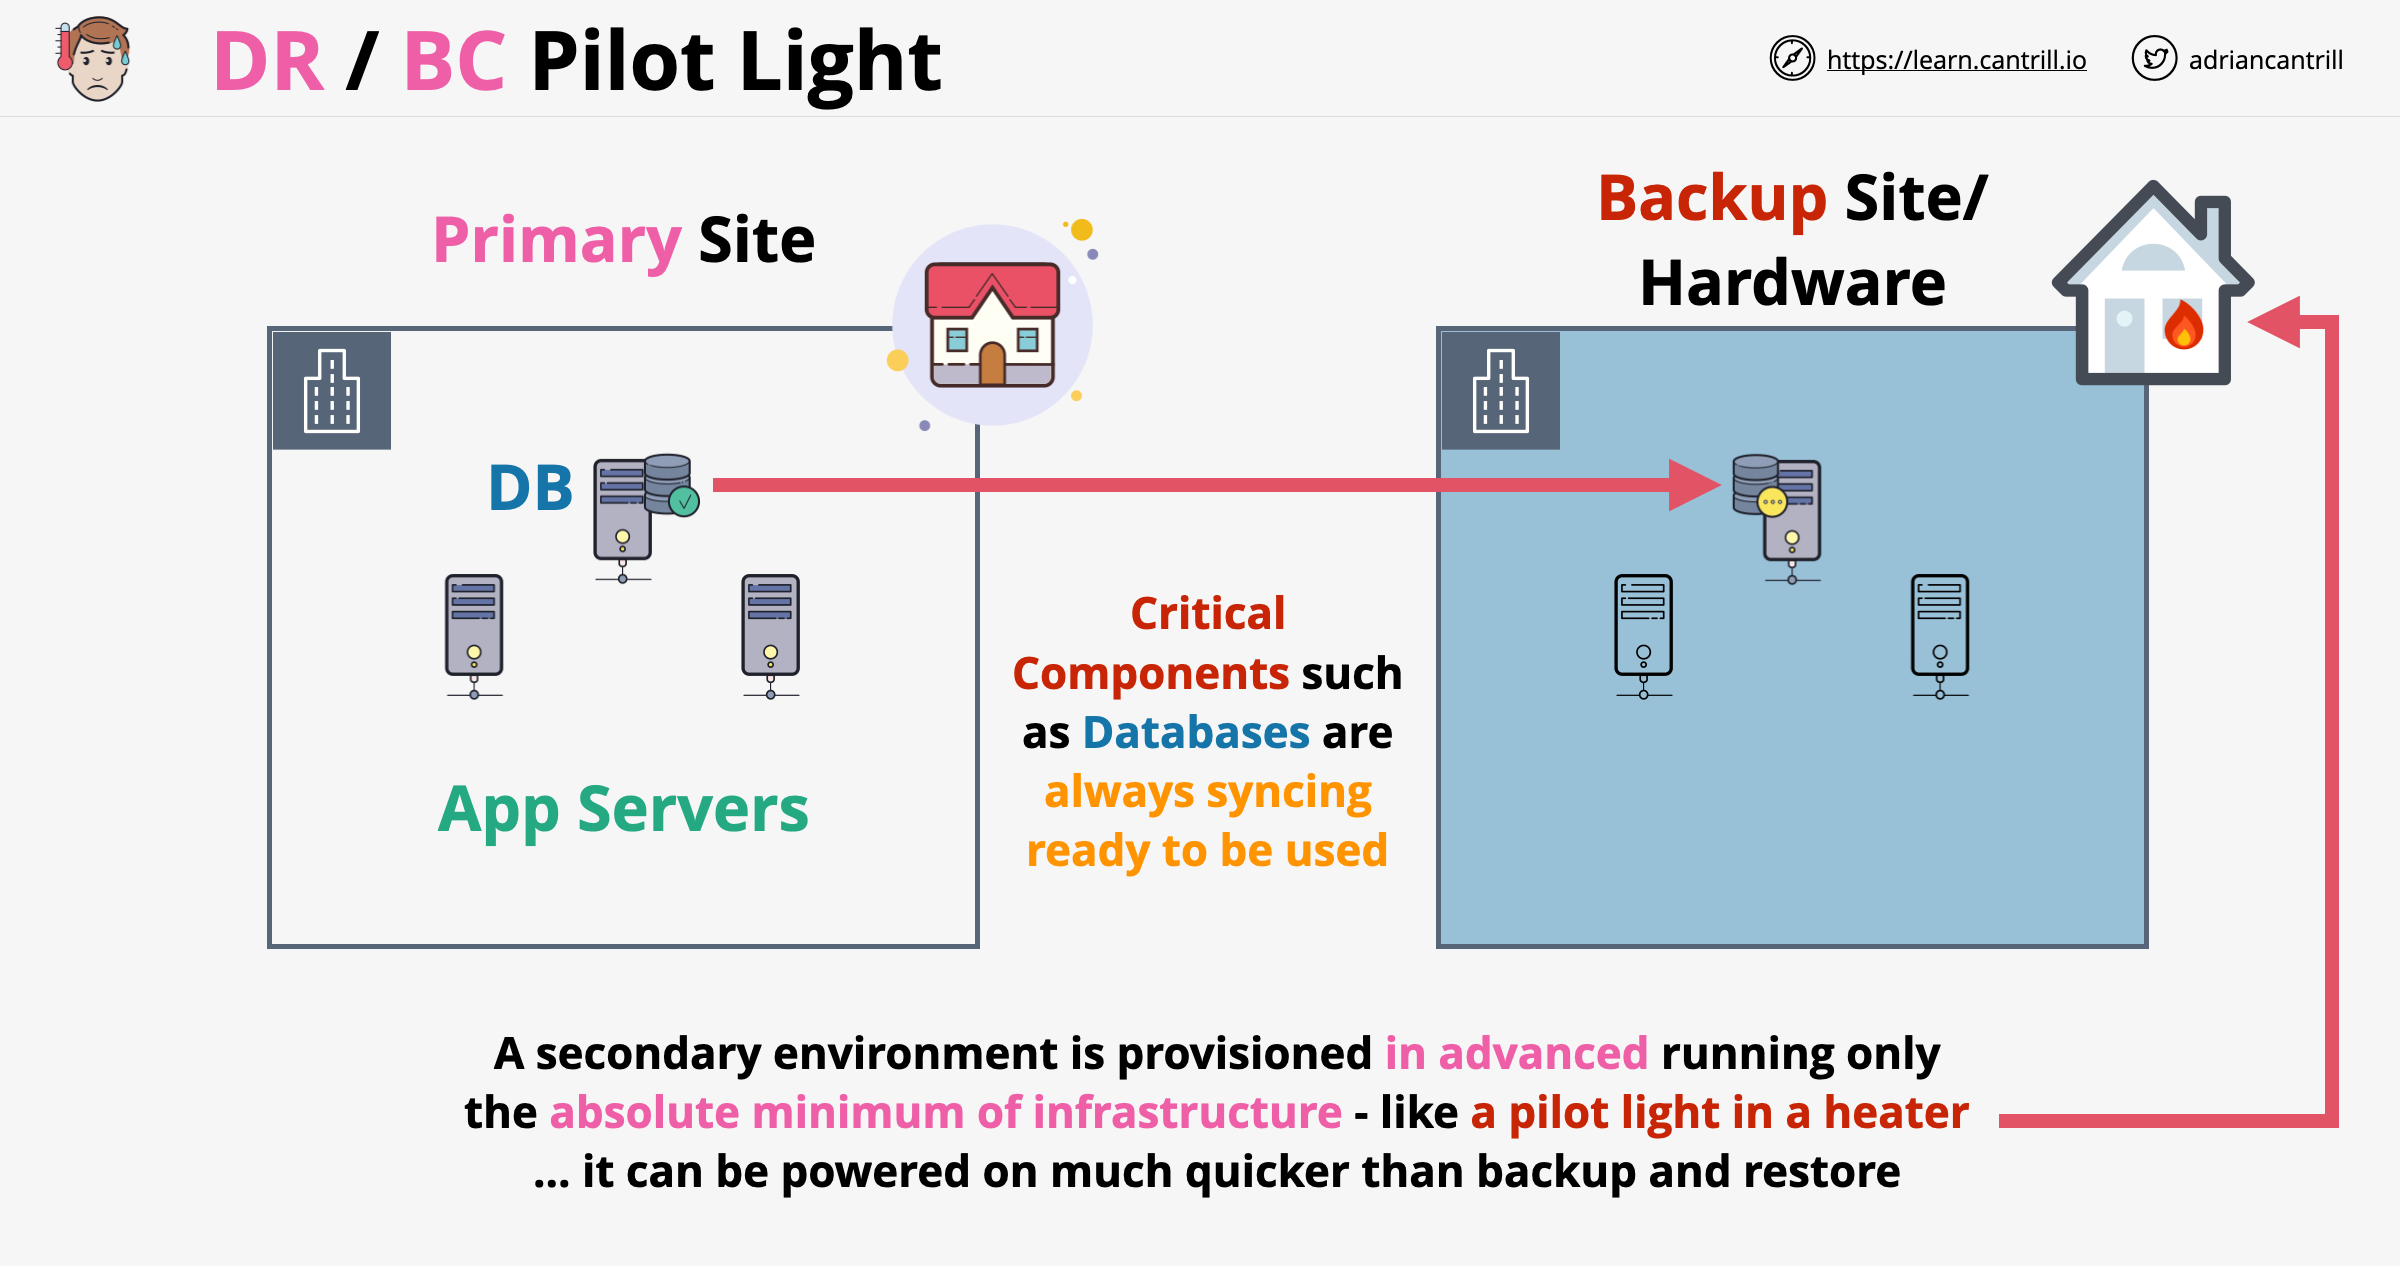 DR / BC Pilot Light
https://learn.cantrill.io
adriancantrill
Primary Site
Backup Site/
Hardware
DB
App Servers
Critical
Components such
as Databases are
always syncing
ready to be used
A secondary environment is provisioned in advanced running only
the absolute minimum of infrastructure - like a pilot light in a heater
... it can be powered on much quicker than backup and restore